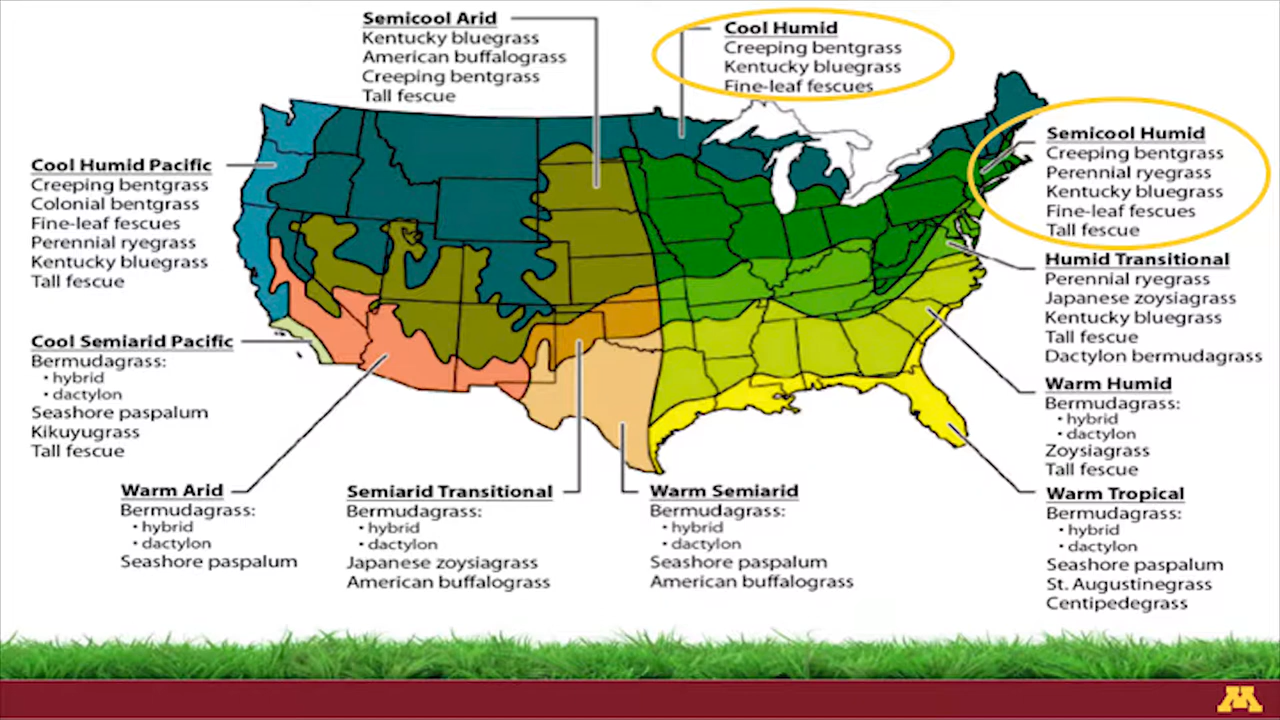 Semicool Arid
Kentucky bluegrass
American buffalograss
Creeping bentgrass
Tall fescue
Cool Humid
Creeping bentgrass
Kentucky bluegrass
Fine-leaf fescues
Semicool Humid
Creeping bentgrass
Perennial ryegrass
Kentucky bluegrass
Fine-leaf fescues
Tall fescue
Cool Humid Pacific
Creeping bentgrass
Colonial bentgrass
Fine-leaf fescues
Perennial ryegrass
Kentucky bluegrass
Tall fescue
Humid Transitional
Perennial ryegrass
Japanese zoysiagrass
Kentucky bluegrass
Tall fescue
Dactylon bermudagrass
Cool Semiarid Pacific
Bermudagrass:
• hybrid
• dactylon
Seashore paspalum
Kikuyugrass
Tall fescue
Warm Humid
Bermudagrass:
• hybrid
• dactylon
Zoysiagrass
Tall fescue
Warm Arid
Bermudagrass:
• hybrid
• dactylon
Seashore paspalum
Semiarid Transitional
Bermudagrass:
• hybrid
• dactylon
Japanese zoysiagrass
American buffalograss
Warm Semiarid
Bermudagrass:
• hybrid
• dactylon
Seashore paspalum
American buffalograss
Warm Tropical
Bermudagrass:
• hybrid
• dactylon
Seashore paspalum
St. Augustinegrass
Centipedegrass
M